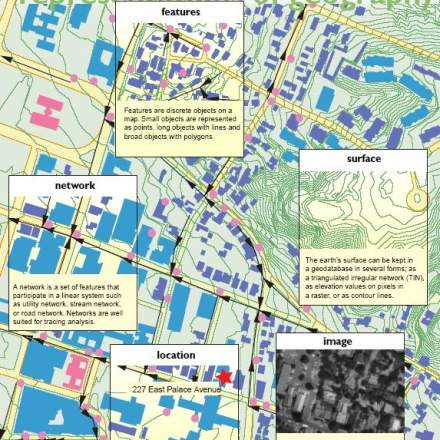 features
Features are discrete objects on a
map. Small objects are represented
as points, long objects with lines and
broad objects with polygons.
surface
The earth's surface can be kept in
a geodatabase in several forms; as
a triangulated irregular network (TIN),
as elevation values on pixels in
a raster, or as contour lines.
network
A network is a set of features that
participate in a linear system such
as utility network, stream network,
or road network. Networks are well
suited for tracing analysis.
location
227 East Palace Avenue
image